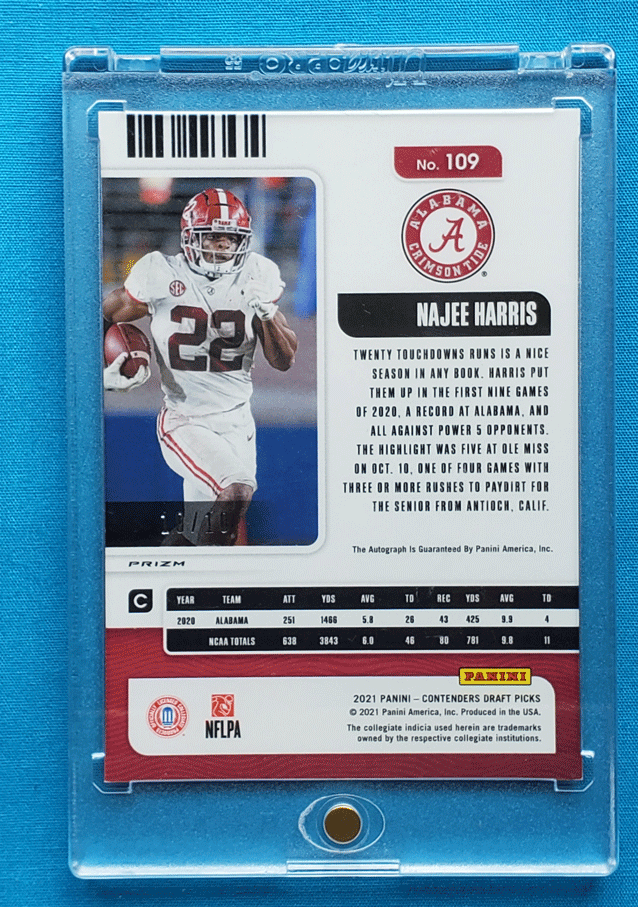 No. 109
ALABAMA
CRIMSON TIDE
®
NAJEE HARRIS
TWENTY TOUCHDOWNS RUNS IS A NICE
SEASON IN ANY BOOK. HARRIS PUT
THEM UP IN THE FIRST NINE GAMES
OF 2020, A RECORD AT ALABAMA, AND
ALL AGAINST POWER 5 OPPONENTS.
THE HIGHLIGHT WAS FIVE AT OLE MISS
ON OCT. 10, ONE OF FOUR GAMES WITH
THREE OR MORE RUSHES TO PAYDIRT FOR
THE SENIOR FROM ANTIOCH, CALIF.
The Autograph Is Guaranteed By Panini America, Inc.
SEC
22
PRIZM
C
YEAR TEAM ATT YDS AVG TD REC YDS AVG TD
2020 ALABAMA 251 1466 5.8 26 43 425 9.9 4
NCAA TOTALS 638 3843 6.0 46 80 781 9.8 11
PANINI
2021 PANINI – CONTENDERS DRAFT PICKS
© 2021 Panini America, Inc. Produced in the USA.
The collegiate indicia used herein are trademarks
owned by the respective collegiate institutions.
NFLPA